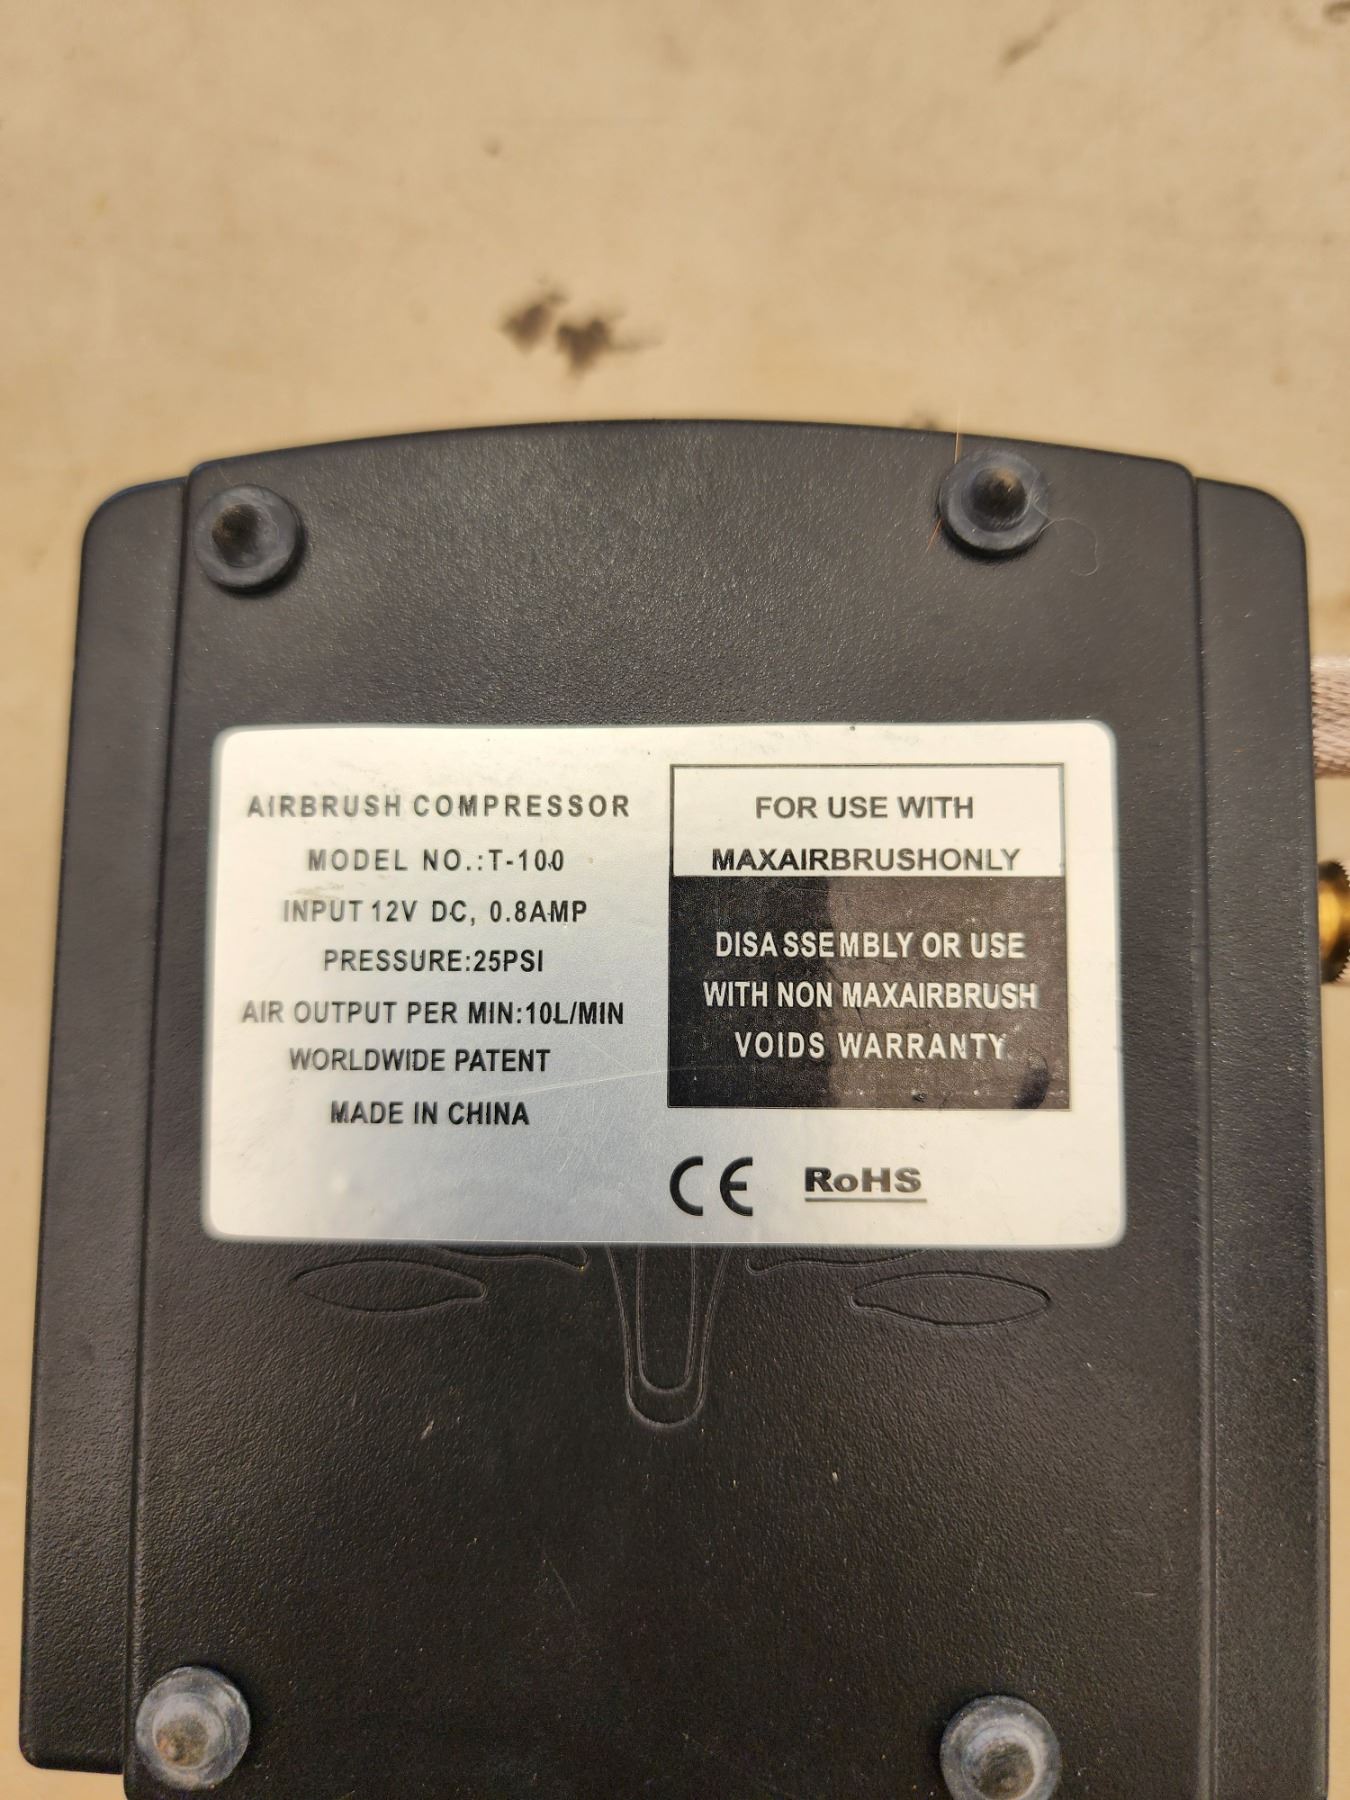 AIRBRUSH COMPRESSOR
MODEL NO.:T-100
INPUT 12V DC, 0.8AMP
PRESSURE:25PSI
AIR OUTPUT PER MIN:10L/MIN
WORLDWIDE PATENT
MADE IN CHINA
FOR USE WITH
MAXAIRBRUSHONLY
DISASSEMBLY OR USE
WITH NON MAXAIRBRUSH
VOIDS WARRANTY
CE RoHS